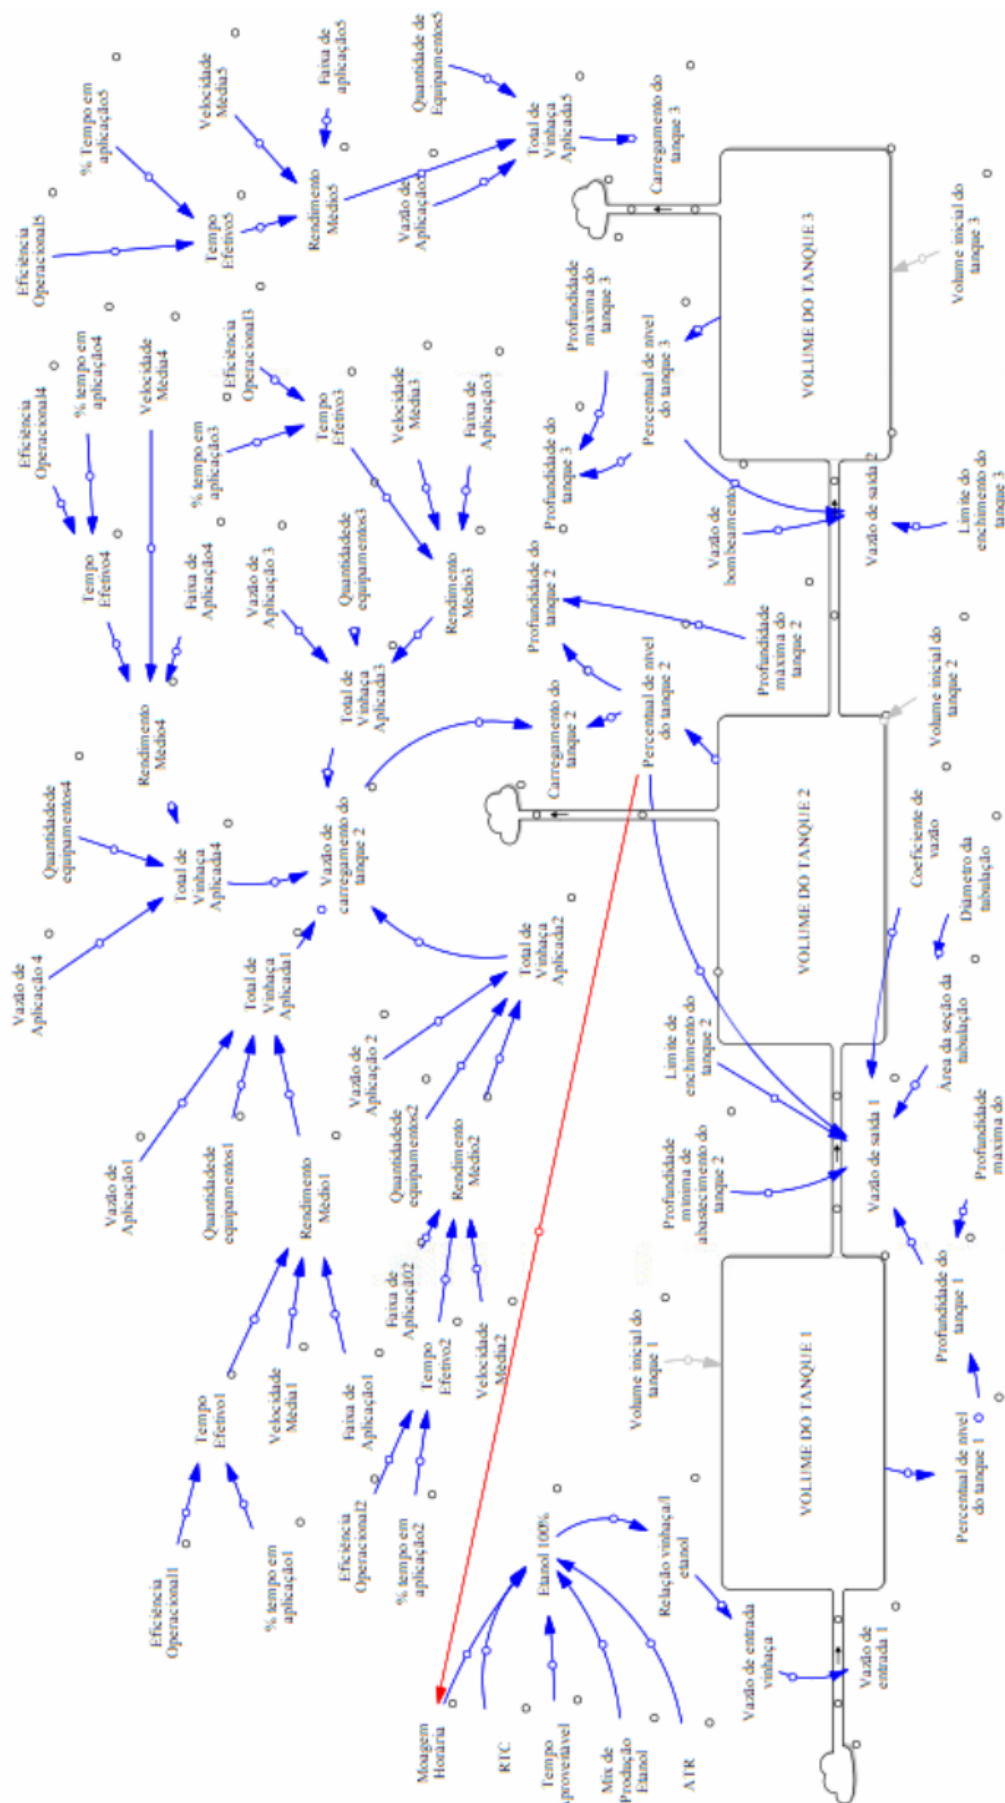 Eficiência
Operacional5
% Tempo em
aplicação5
Velocidade
Media5
Faixa de
aplicação5
Quantidade de
Equipamentos5
Tempo
Efetivo5
Rendimento
Medio5
Vazão de
Total de
Vinhaça
Aplicada5
Carregamento do
tanque 3
Eficiência
Operacional4
% tempo em
aplicação4
Velocidade
Media4
Tempo
Efetivo4
Faixa de
Aplicação4
Rendimento
Medio4
Quantidadede
equipamentos4
Vazão de
Aplicação 4
Total de
Vinhaça
Aplicada4
Eficiência
Operacional3
% tempo em
aplicação3
Tempo
Efetivo3
Velocidade
Media3
Faixa de
Aplicação3
Vazão de
Aplicação 3
Quantidadede
equipamentos3
Rendimento
Medio3
Total de
Vinhaça
Aplicada3
Vazão de
carregamento do
tanque 2
Carregamento do
tanque 2
Vazão de
Aplicação1
Quantidadede
equipamentos1
Rendimento
Medio1
Total de
Vinhaça
Aplicada1
Tempo
Efetivo1
Velocidade
Media1
Faixa de
Aplicação1
Eficiência
Operacional1
% tempo em
aplicação1
Vazão de
Aplicação 2
Quantidadede
equipamentos2
Rendimento
Medio2
Total de
Vinhaça
Aplicada2
Faixa de
Aplicação02
Tempo
Efetivo2
Velocidade
Media2
Eficiência
Operacional2
% tempo em
aplicação2
Moagem
Horária
RTC
Tempo
aproveitável
Mix de
Produção
Etanol
ATR
Etanol 100%
Relação vinhaça/l
etanol
Vazão de entrada
vinhaça
Vazão de
entrada 1
Volume inicial do
tanque 1
VOLUME DO TANQUE 1
Percentual de nível
do tanque 1
Profundidade do
tanque 1
Profundidade
máxima do
Profundidade
mínima de
abastecimento do
tanque 2
Limite de
enchimento do
tanque 2
Vazão de saída 1
Área da seção da
tubulação
Diâmetro da
tubulação
Coeficiente de
vazão
VOLUME DO TANQUE 2
Volume inicial do
tanque 2
Percentual de nível
do tanque 2
Profundidade do
tanque 2
Profundidade
máxima do
tanque 2
Vazão de
bombeamento
Vazão de saída 2
Limite do
enchimento do
tanque 3
Profundidade do
tanque 3
Profundidade
máxima do
tanque 3
Percentual de nível
do tanque 3
VOLUME DO TANQUE 3
Volume inicial do
tanque 3